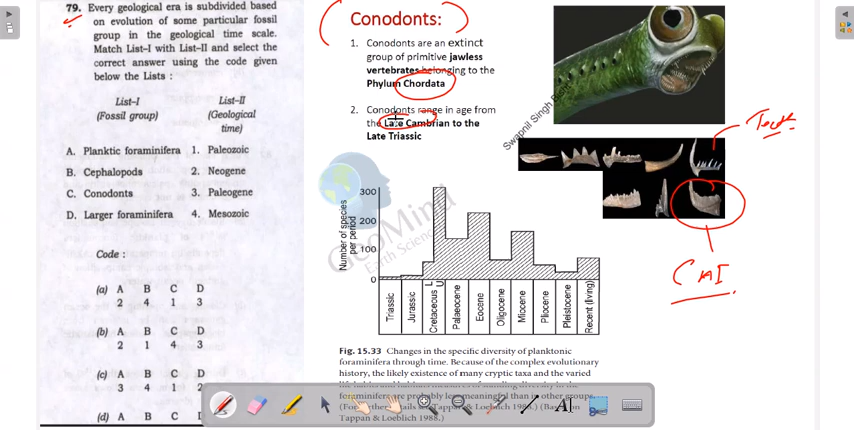 79. Every geological era is subdivided based
on evolution of some particular fossil
group in the geological time scale.
Match List-I with List-II and select the
correct answer using the code given
below the Lists :
List-I List-II
(Fossil group) (Geological
time)
A. Planktic foraminifera 1. Paleozoic
B. Cephalopods 2. Neogene
C. Conodonts 3. Paleogene
D. Larger foraminifera 4. Mesozoic
Code :
(a) A B C D
2 4 1 3
(b) A B C D
2 1 4 3
(c) A B C D
3 4 1 2
(d) A B C
Conodonts:
1. Conodonts are an extinct
group of primitive jawless
vertebrates belonging to the
Phylum Chordata
2. Conodonts range in age from
the Late Cambrian to the
Late Triassic
Swapnil Singh
Teeth
CAI
GeoMind
Earth Science
Number of species
per period
300
200
100
0
Triassic
Jurassic
Cretaceous L
U
Palaeocene
Eocene
Oligocene
Miocene
Pliocene
Pleistocene
Recent (living)
Fig. 15.33 Changes in the specific diversity of planktonic
foraminifera through time. Because of the complex evolutionary
history, the likely existence of many cryptic taxa and the varied
Tappan & Loeblich 1988.)